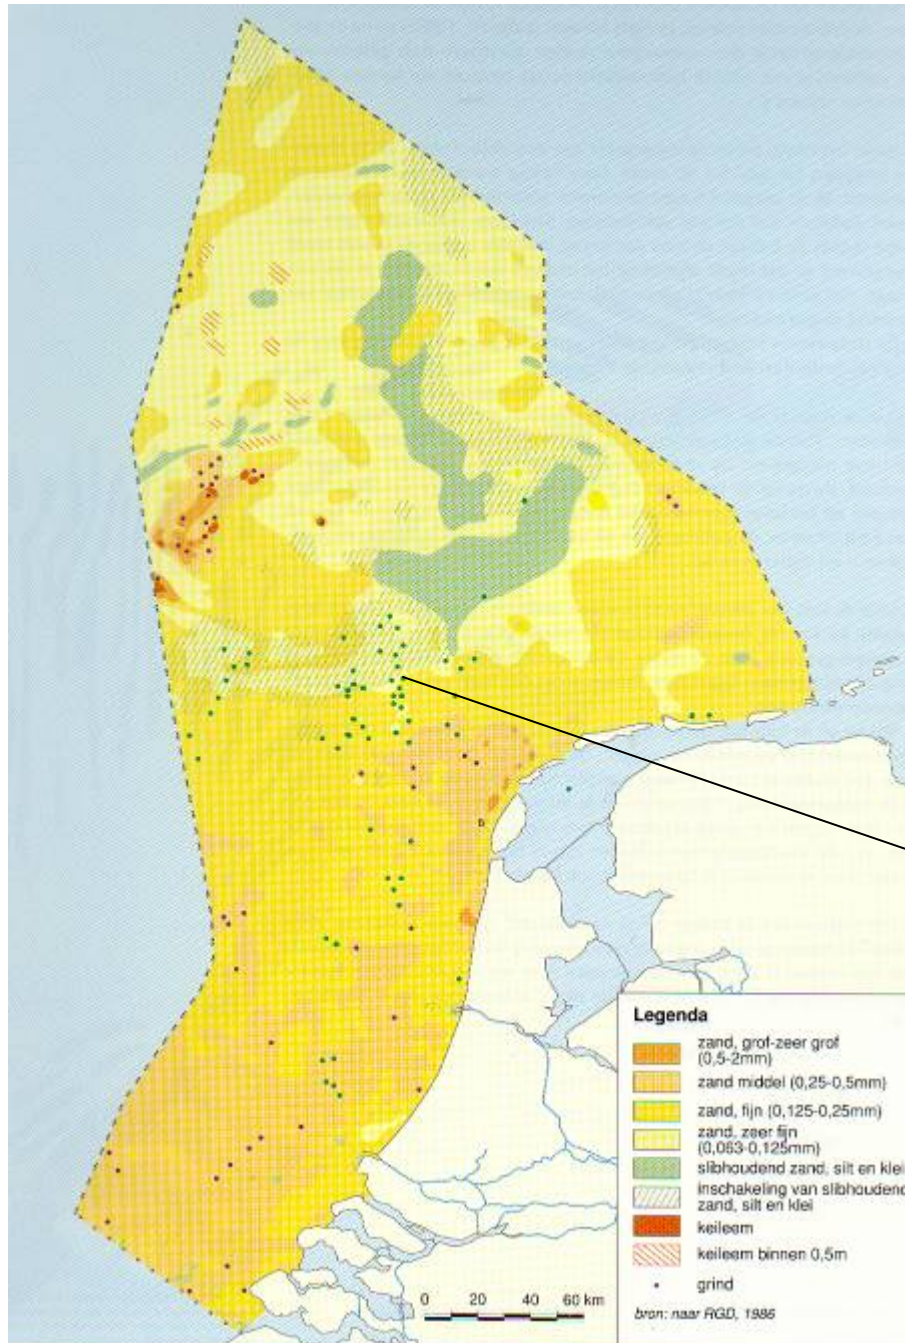 Legenda
zand, grof-zeer grof
(0,5-2mm)
zand middel (0,25-0,5mm)
zand, fijn (0,125-0,25mm)
zand, zeer fijn
(0,063-0,125mm)
slibhoudend zand, silt en klei
inschakeling van slibhoudend
zand, silt en klei
keileem
keileem binnen 0,5m
grind
0 20 40 60 km
bron: naar RGD, 1986